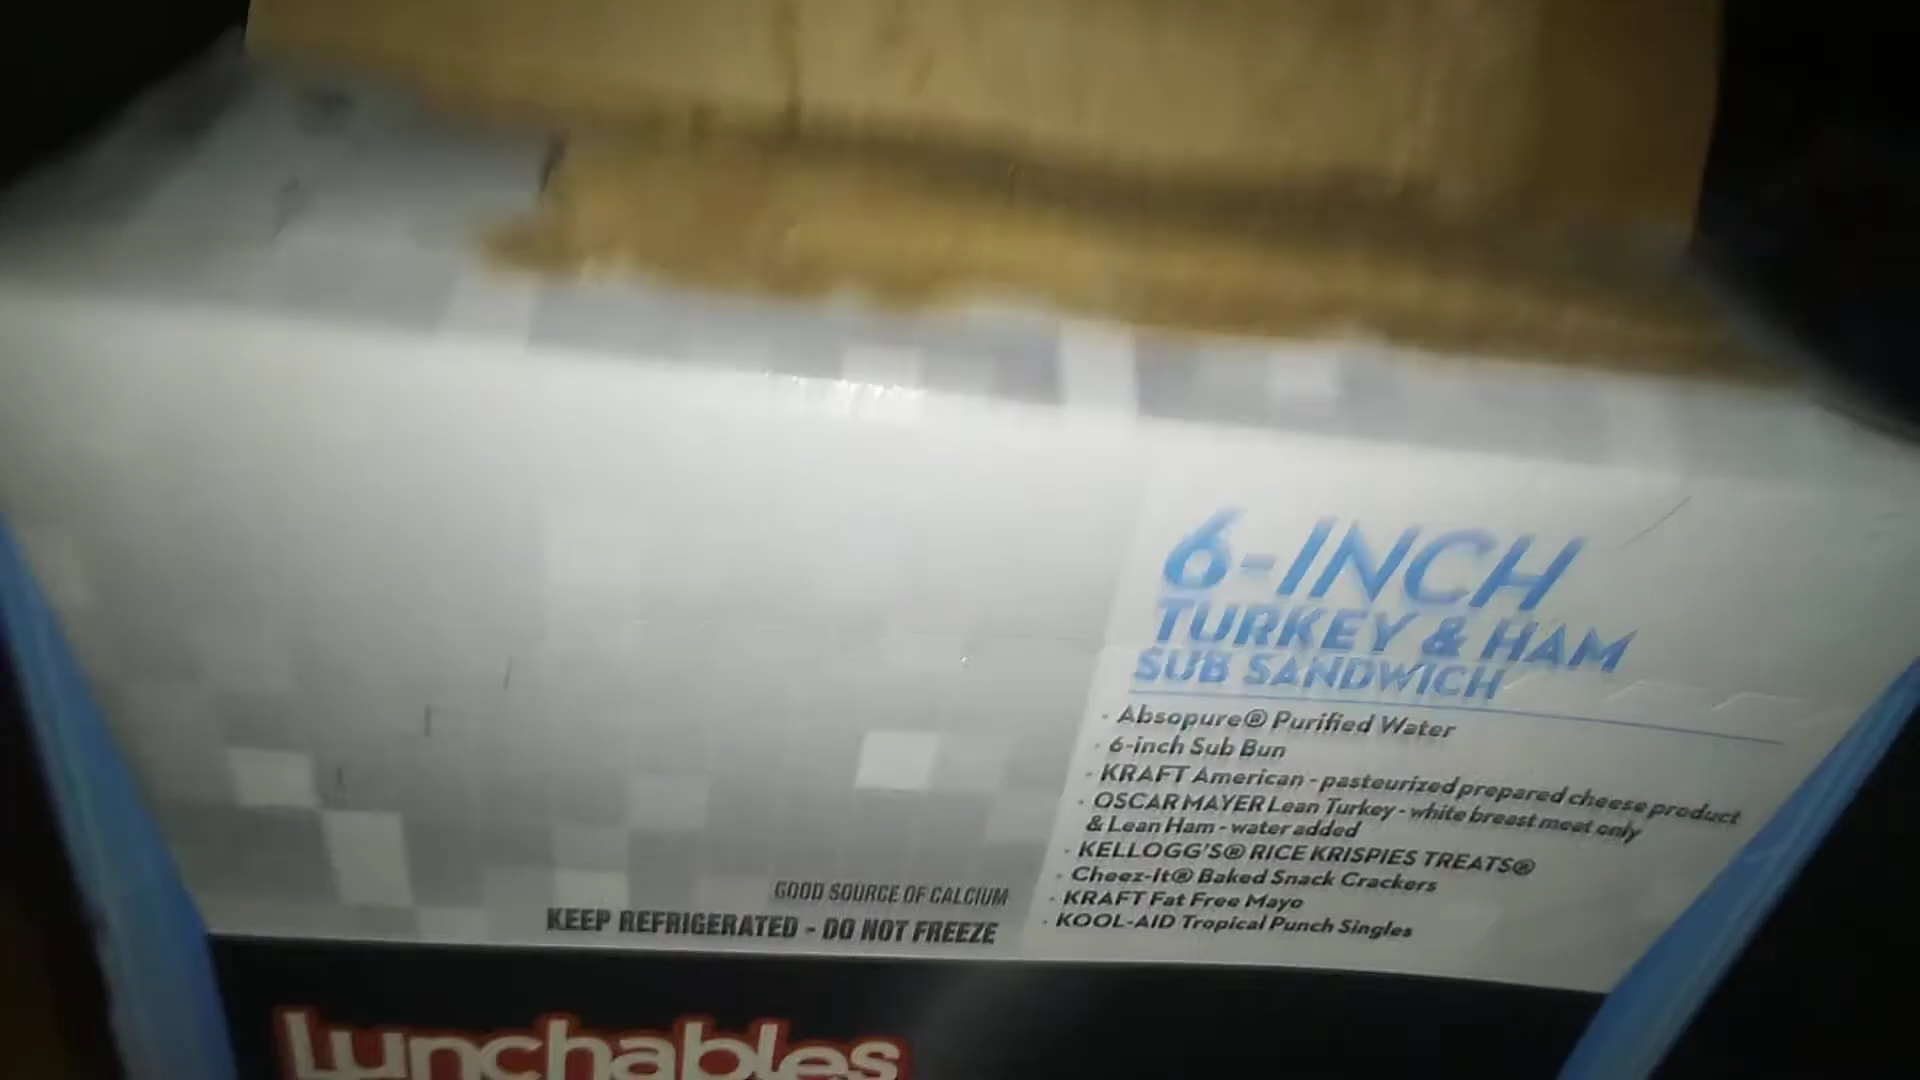 6-INCH
TURKEY & HAM
SUB SANDWICH
· Absopure® Purified Water
· 6-inch Sub Bun
· KRAFT American - pasteurized prepared cheese product
· OSCAR MAYER Lean Turkey - white breast meat only
& Lean Ham - water added
· KELLOGG'S® RICE KRISPIES TREATS®
· Cheez-It® Baked Snack Crackers
· KRAFT Fat Free Mayo
· KOOL-AID Tropical Punch Singles
GOOD SOURCE OF CALCIUM
KEEP REFRIGERATED - DO NOT FREEZE
Lunchables